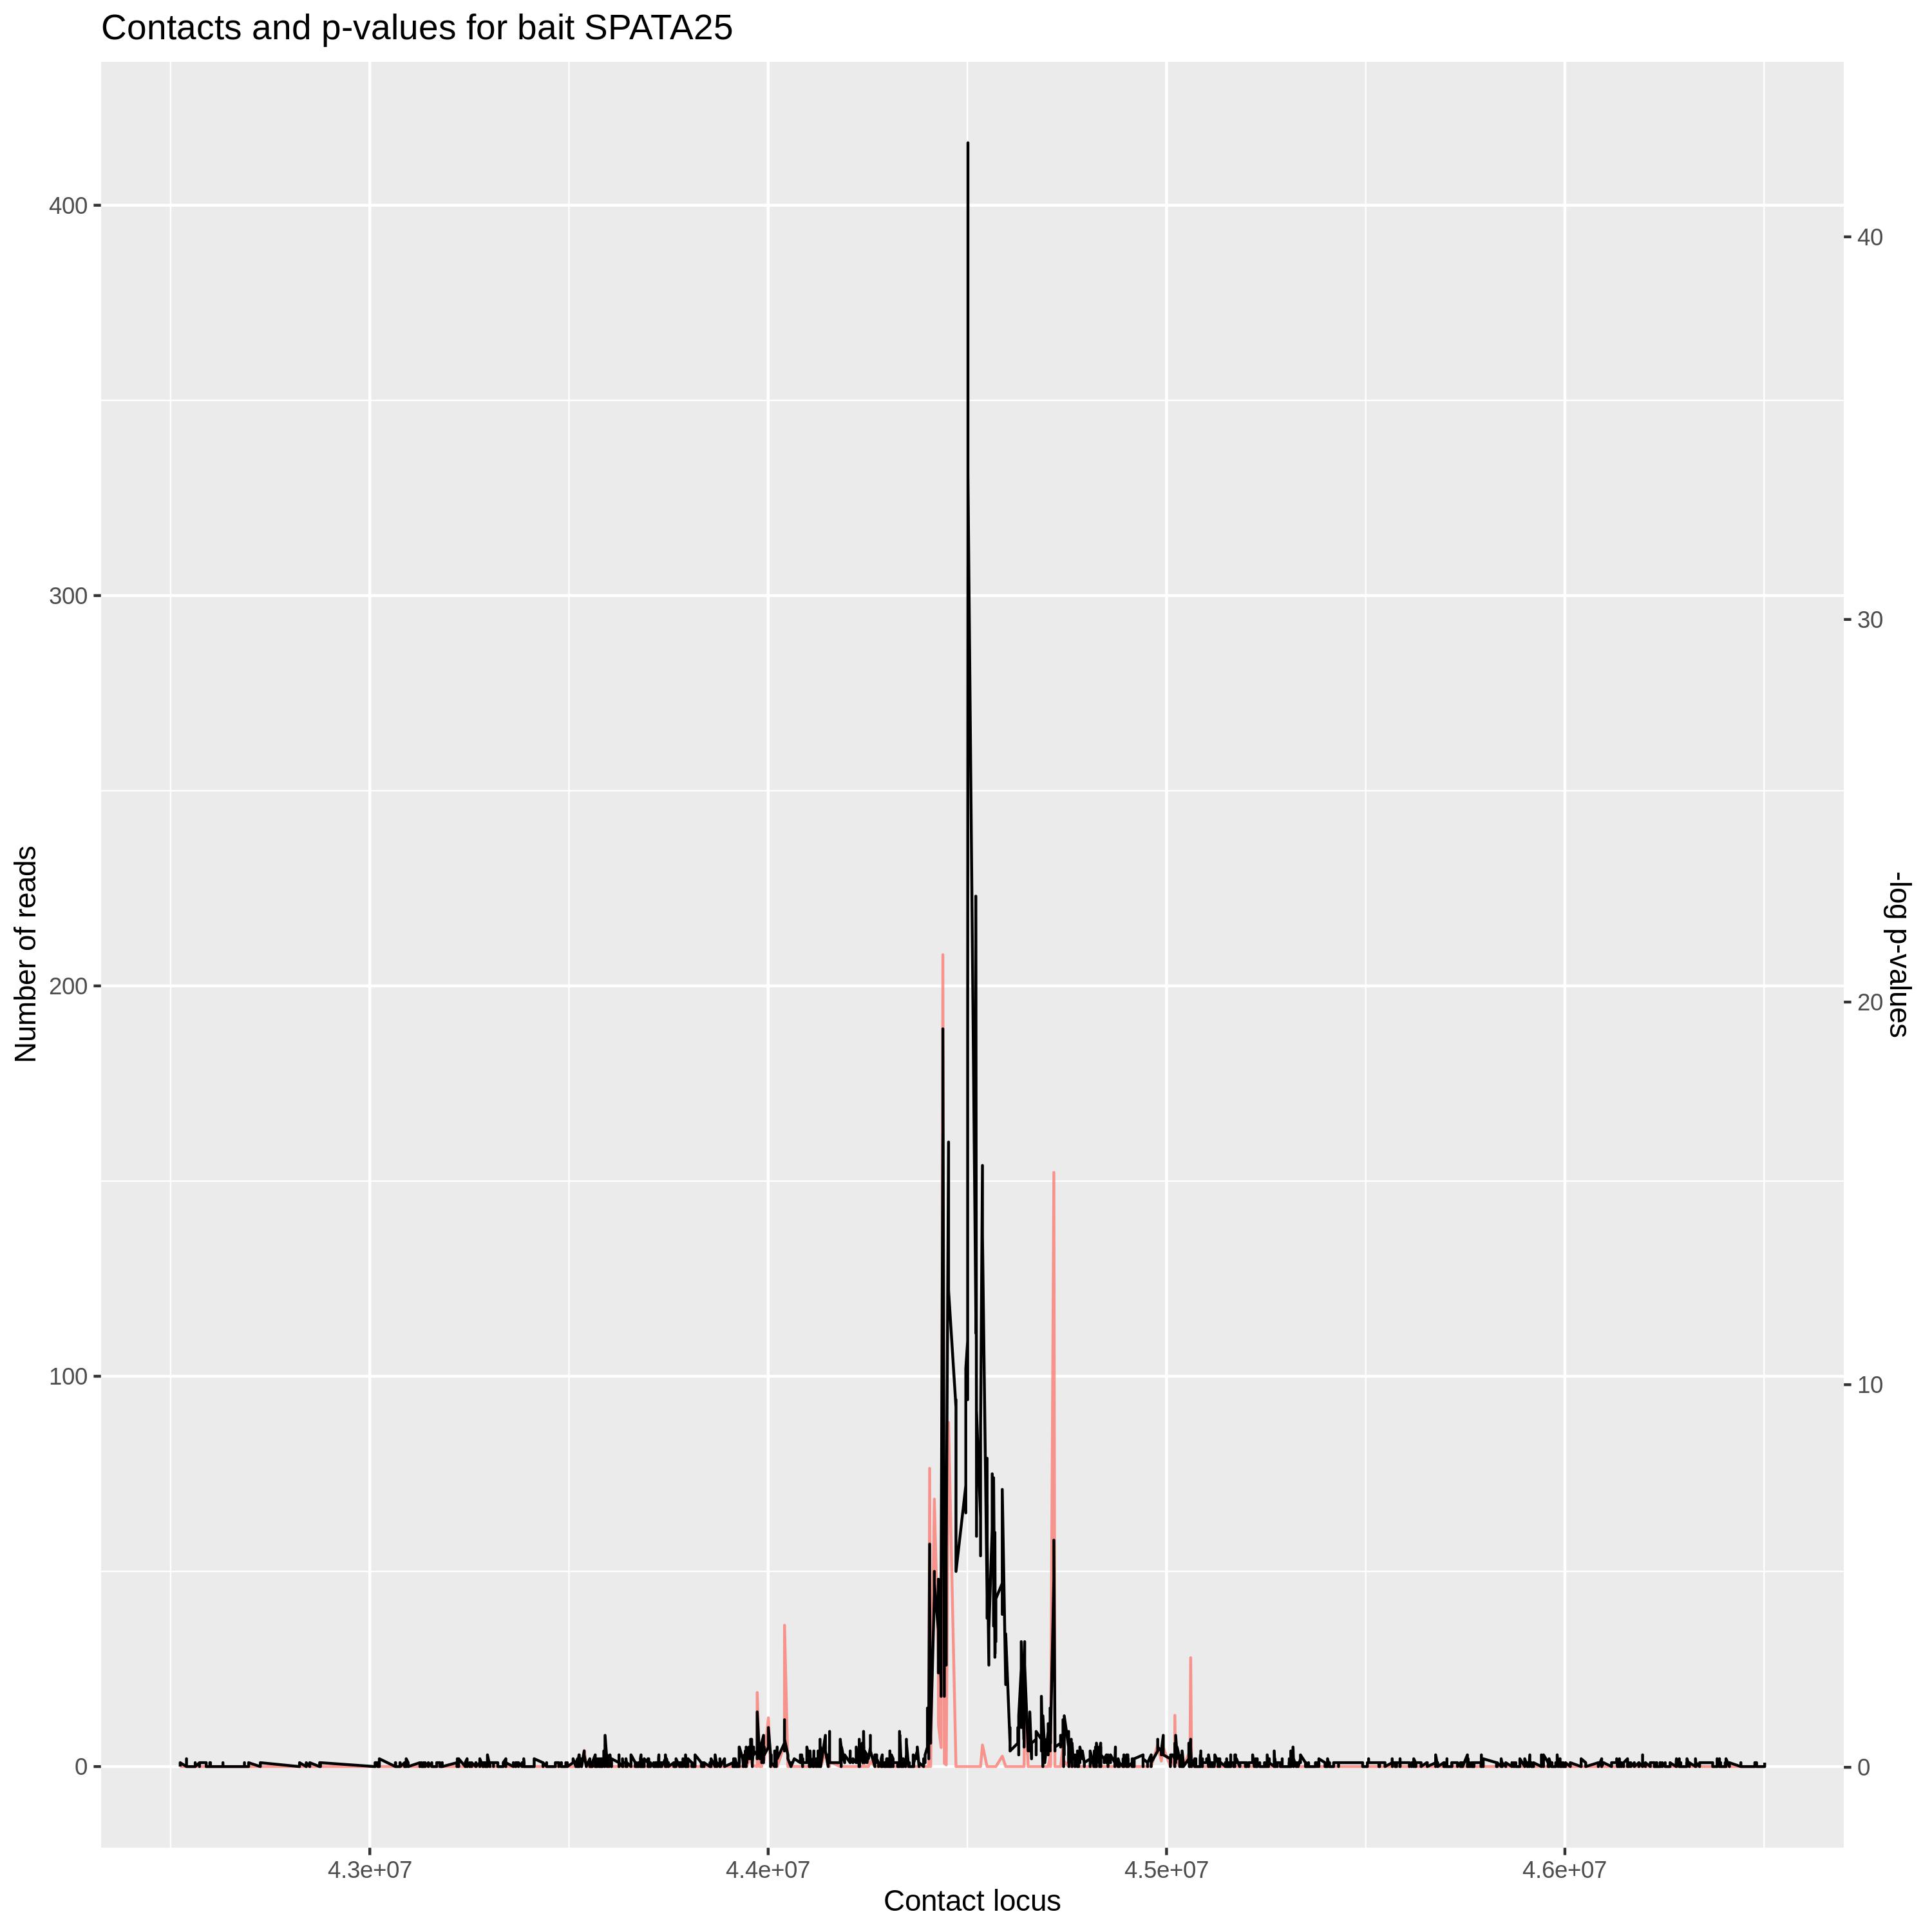 Contacts and p-values for bait SPATA25
Number of reads
400
300
200
100
0
40
30
20
10
0
-log p-values
4.3e+07
4.4e+07
4.5e+07
4.6e+07
Contact locus